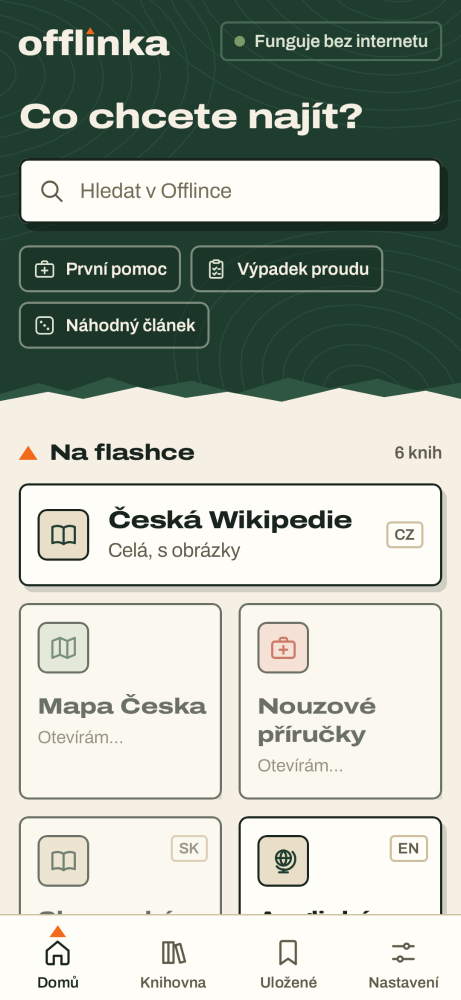 offlinka
Funguje bez internetu
Co chcete najít?
Hledat v Offlince
První pomoc
Výpadek proudu
Náhodný článek
Na flashce
6 knih
Česká Wikipedie
Celá, s obrázky
CZ
Mapa Česka
Otevírám...
Nouzové
příručky
Otevírám...
SK
EN
Domů
Knihovna
Uložené
Nastavení